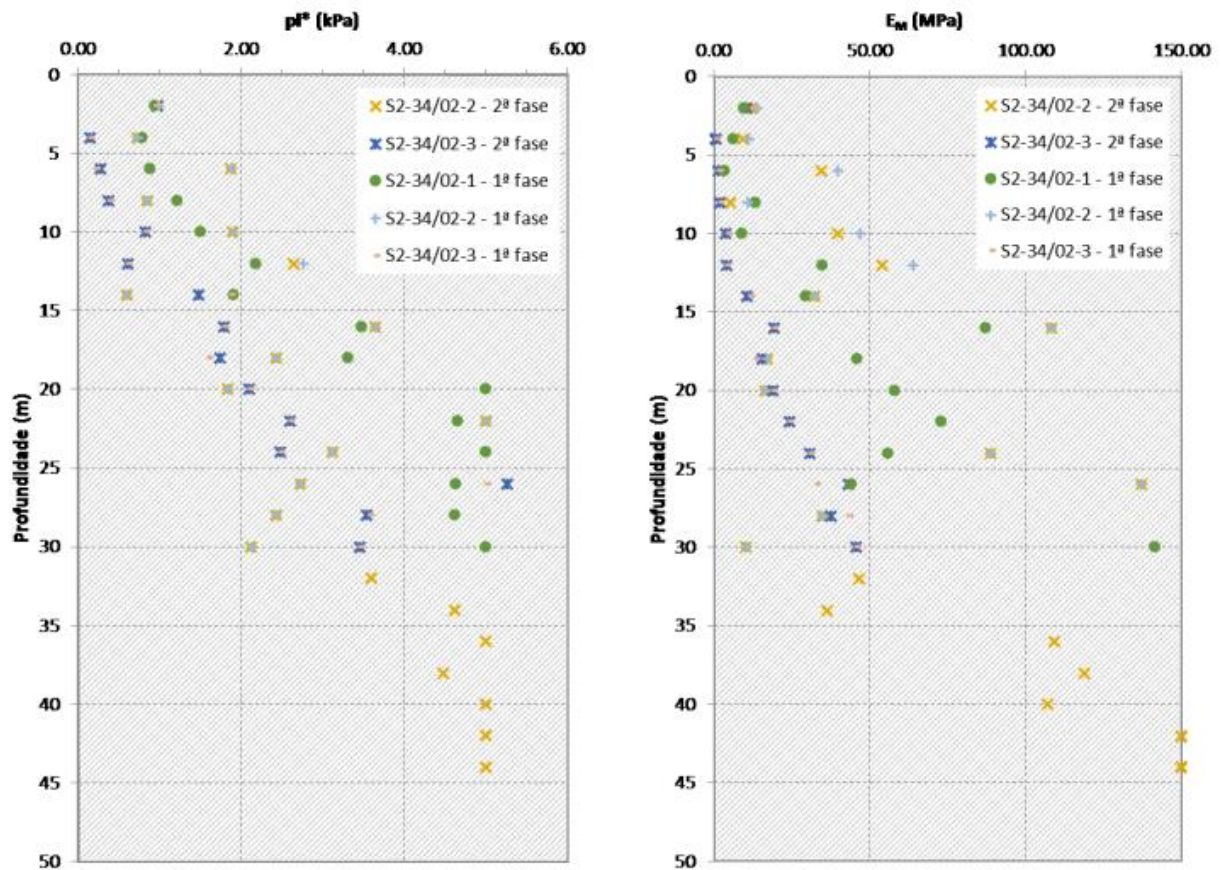 pl* (kPa)
0.00 2.00 4.00 6.00
0
5
10
15
20
25
30
35
40
45
50
Profundidade (m)
S2-34/02-2 - 2ª fase
S2-34/02-3 - 2ª fase
S2-34/02-1 - 1ª fase
S2-34/02-2 - 1ª fase
S2-34/02-3 - 1ª fase
EM (MPa)
0.00 50.00 100.00 150.00
0
5
10
15
20
25
30
35
40
45
50
Profundidade (m)
S2-34/02-2 - 2ª fase
S2-34/02-3 - 2ª fase
S2-34/02-1 - 1ª fase
S2-34/02-2 - 1ª fase
S2-34/02-3 - 1ª fase